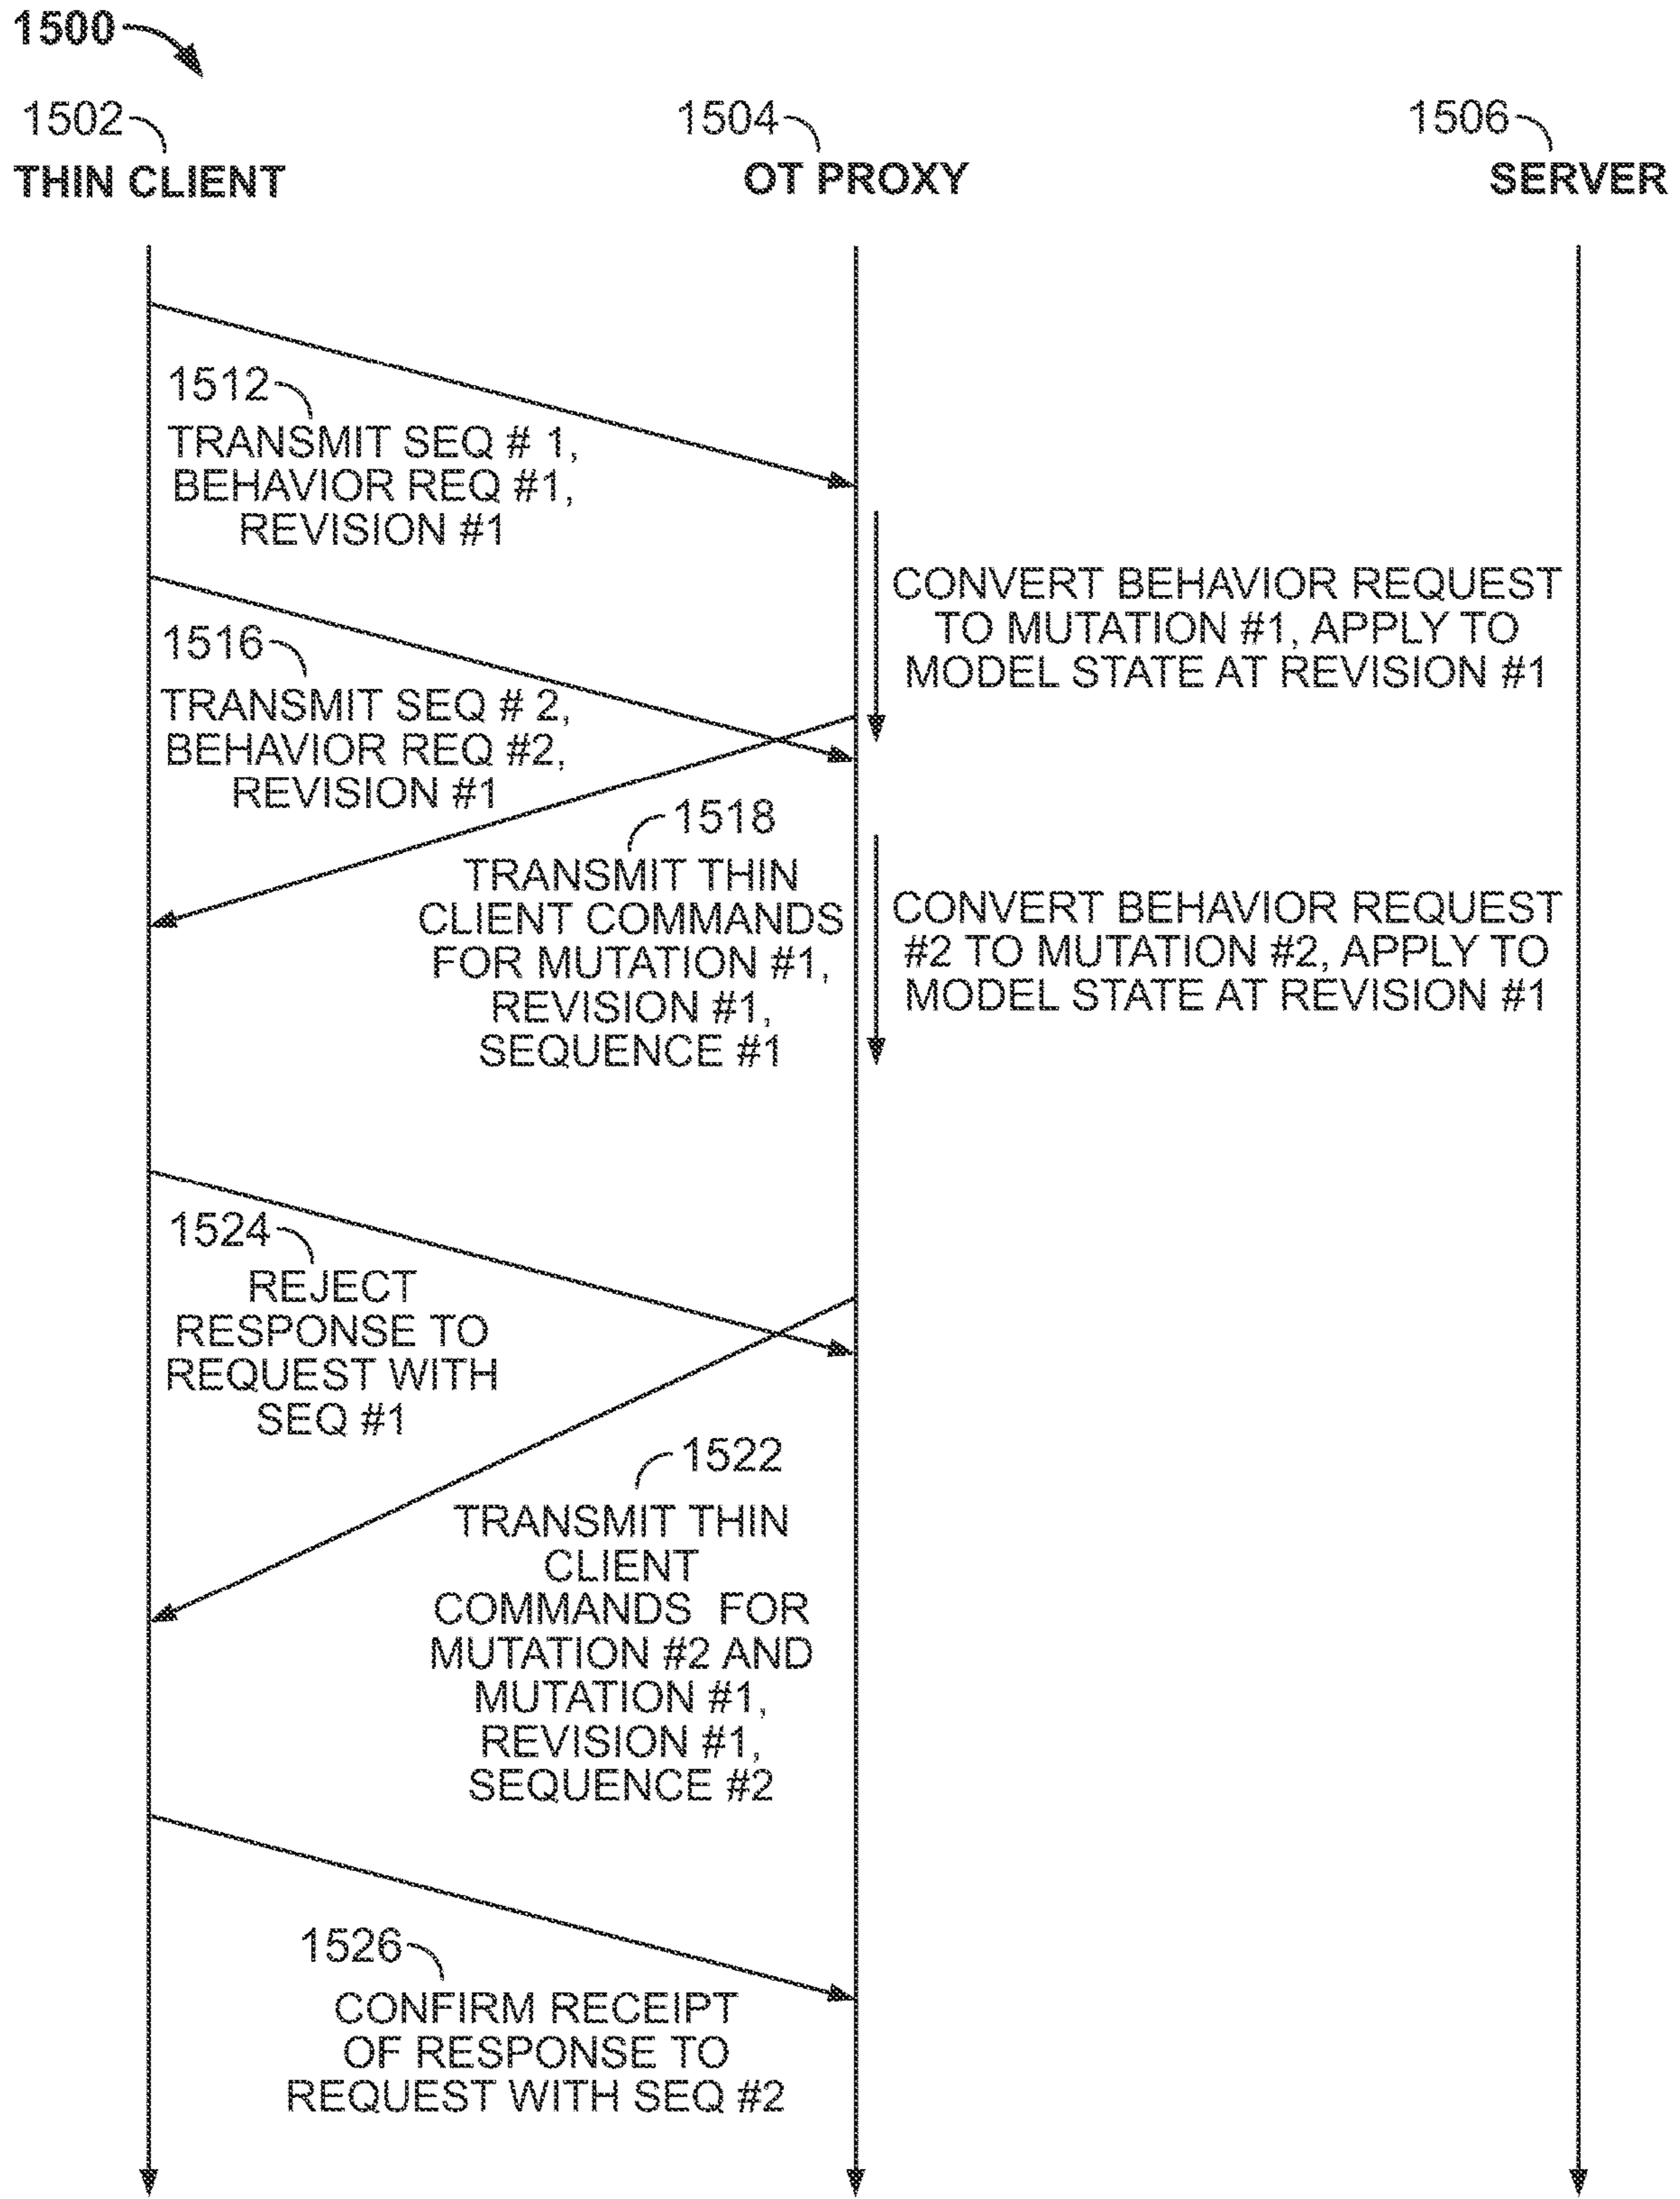 1500
1502
THIN CLIENT
1504
OT PROXY
1506
SERVER
1512
TRANSMIT SEQ # 1,
BEHAVIOR REQ #1,
REVISION #1
CONVERT BEHAVIOR REQUEST
TO MUTATION #1, APPLY TO
MODEL STATE AT REVISION #1
1516
TRANSMIT SEQ # 2,
BEHAVIOR REQ #2,
REVISION #1
1518
TRANSMIT THIN
CLIENT COMMANDS
FOR MUTATION #1,
REVISION #1,
SEQUENCE #1
CONVERT BEHAVIOR REQUEST
#2 TO MUTATION #2, APPLY TO
MODEL STATE AT REVISION #1
1524
REJECT
RESPONSE TO
REQUEST WITH
SEQ #1
1522
TRANSMIT THIN
CLIENT
COMMANDS FOR
MUTATION #2 AND
MUTATION #1,
REVISION #1,
SEQUENCE #2
1526
CONFIRM RECEIPT
OF RESPONSE TO
REQUEST WITH SEQ #2